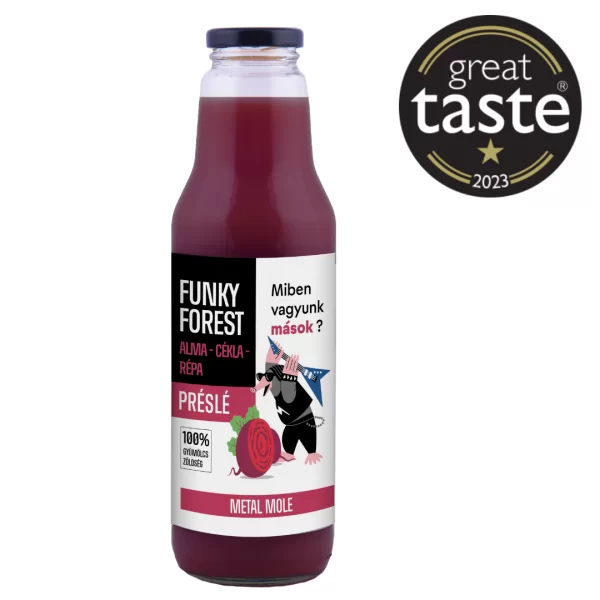 great
taste
®
2023
FUNKY
FOREST
ALMA - CÉKLA -
RÉPA
PRÉSLÉ
100%
GYÜMÖLCS
ZÖLDSÉG
Miben
vagyunk
mások ?
METAL MOLE